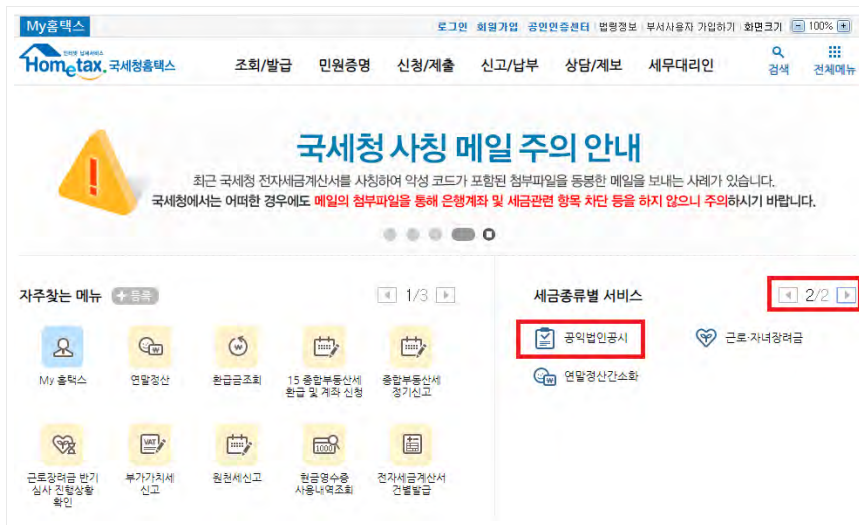 My홈택스
로그인 회원가입 공인인증센터 법령정보 부서사용자 가입하기 화면크기 100%
Hometax. 국세청홈택스
조회/발급 민원증명 신청/제출 신고/납부 상담/제보 세무대리인
검색 전체메뉴
국세청 사칭 메일 주의 안내
최근 국세청 전자세금계산서를 사칭하여 악성 코드가 포함된 첨부파일을 동봉한 메일을 보내는 사례가 있습니다.
국세청에서는 어떠한 경우에도 메일의 첨부파일을 통해 은행계좌 및 세금관련 항목 차단 등을 하지 않으니 주의하시기 바랍니다.
자주찾는 메뉴 등록 1/3
My 홈택스
연말정산
환급금조회
15 종합부동산세
환급 및 계좌 신청
종합부동산세
정기신고
근로장려금 반기
심사 진행상황
확인
VAT
부가가치세
신고
원천세신고
1000
현금영수증
사용내역조회
전자세금계산서
건별발급
세금종류별 서비스 2/2
공익법인공시
근로·자녀장려금
연말정산간소화